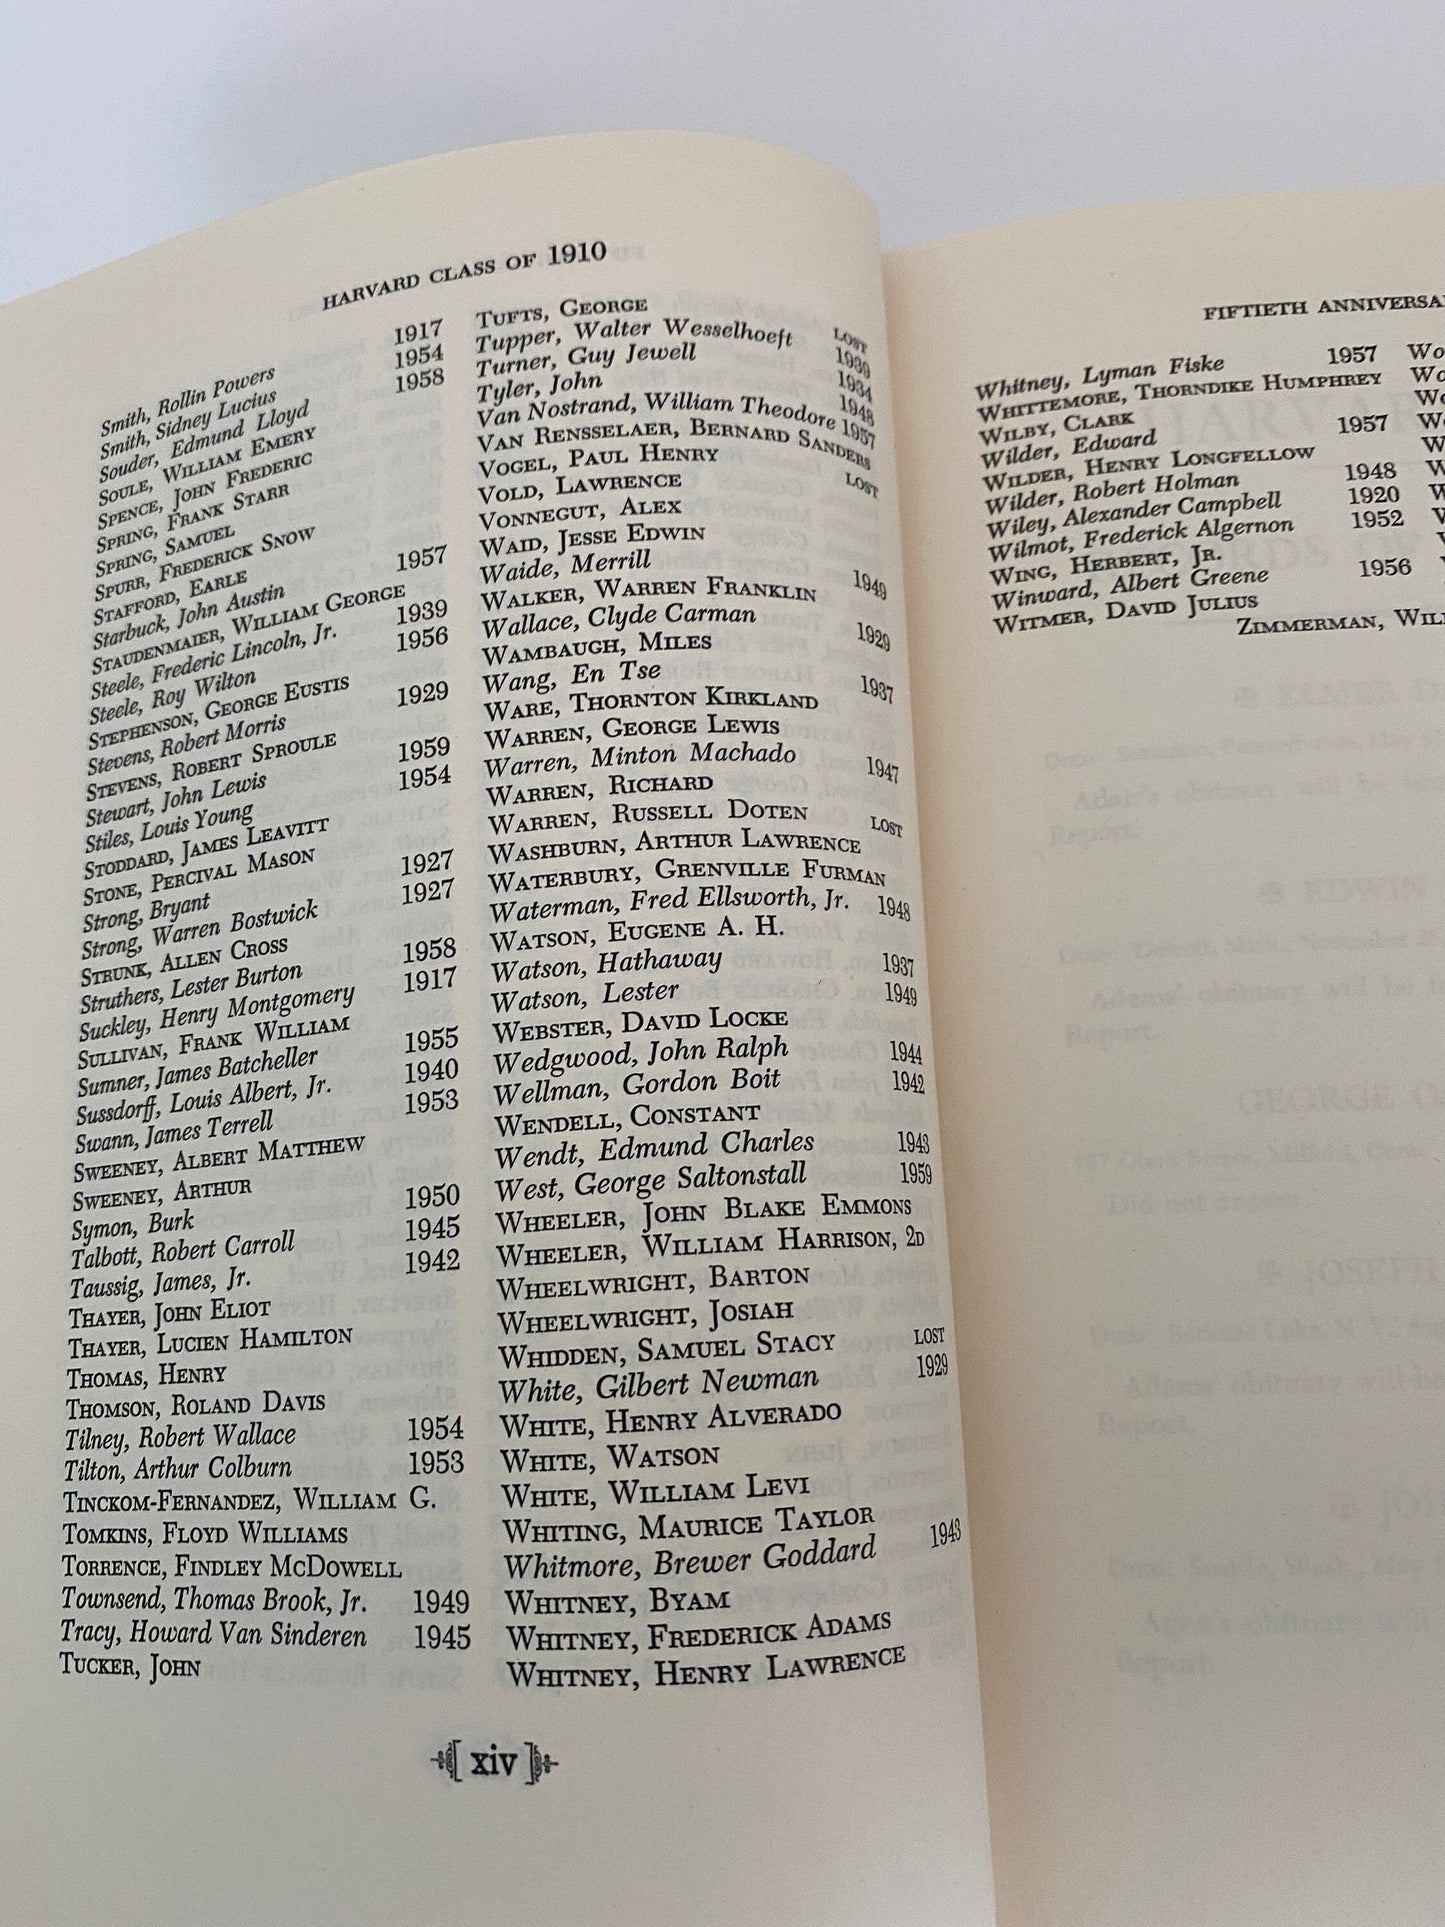 HARVARD CLASS OF 1910
Smith, Rollin Powers 1917
Smith, Sidney Lucius 1954
Souder, Edmund Lloyd 1958
SOULE, WILLIAM EMERY
SPENCE, JOHN FREDERIC
SPRING, FRANK STARR
SPRING, SAMUEL
SPURR, FREDERICK SNOW
STAFFORD, EARLE
Starbuck, John Austin 1957
STAUDENMAIER, WILLIAM GEORGE
Steele, Frederic Lincoln, Jr. 1939
Steele, Roy Wilton 1956
STEPHENSON, GEORGE EUSTIS
Stevens, Robert Morris 1929
STEVENS, ROBERT SPROULE
Stewart, John Lewis 1959
Stiles, Louis Young 1954
STODDARD, JAMES LEAVITT
STONE, PERCIVAL MASON
Strong, Bryant 1927
Strong, Warren Bostwick 1927
STRUNK, ALLEN CROSS
Struthers, Lester Burton 1958
Suckley, Henry Montgomery 1917
SULLIVAN, FRANK WILLIAM
Sumner, James Batcheller 1955
Sussdorff, Louis Albert, Jr. 1940
Swann, James Terrell 1953
SWEENEY, ALBERT MATTHEW
SWEENEY, ARTHUR
Symon, Burk 1950
Talbott, Robert Carroll 1945
Taussig, James, Jr. 1942
THAYER, JOHN ELIOT
THAYER, LUCIEN HAMILTON
THOMAS, HENRY
THOMSON, ROLAND DAVIS
Tilney, Robert Wallace 1954
Tilton, Arthur Colburn 1953
TINCKOM-FERNANDEZ, WILLIAM G.
TOMKINS, FLOYD WILLIAMS
TORRENCE, FINDLEY MCDOWELL
Townsend, Thomas Brook, Jr. 1949
Tracy, Howard Van Sinderen 1945
TUCKER, JOHN
TUFTS, GEORGE LOST
Tupper, Walter Wesselhoeft 1939
Turner, Guy Jewell 1934
Tyler, John 1948
Van Nostrand, William Theodore 1957
VAN RENSSELAER, BERNARD SANDERS
VOGEL, PAUL HENRY LOST
VOLD, LAWRENCE
VONNEGUT, ALEX
WAID, JESSE EDWIN
Waide, Merrill 1949
WALKER, WARREN FRANKLIN
Wallace, Clyde Carman 1929
WAMBAUGH, MILES
Wang, En Tse 1937
WARE, THORNTON KIRKLAND
WARREN, GEORGE LEWIS
Warren, Minton Machado 1947
WARREN, RICHARD
WARREN, RUSSELL DOTEN LOST
WASHBURN, ARTHUR LAWRENCE
WATERBURY, GRENVILLE FURMAN
Waterman, Fred Ellsworth, Jr. 1948
WATSON, EUGENE A. H.
Watson, Hathaway 1937
Watson, Lester 1949
WEBSTER, DAVID LOCKE
Wedgwood, John Ralph 1944
Wellman, Gordon Boit 1942
WENDELL, CONSTANT
Wendt, Edmund Charles 1943
West, George Saltonstall 1959
WHEELER, JOHN BLAKE EMMONS
WHEELER, WILLIAM HARRISON, 2D
WHEELWRIGHT, BARTON
WHEELWRIGHT, JOSIAH
WHIDDEN, SAMUEL STACY LOST
White, Gilbert Newman 1929
WHITE, HENRY ALVERADO
WHITE, WATSON
WHITE, WILLIAM LEVI
WHITING, MAURICE TAYLOR
Whitmore, Brewer Goddard 1943
WHITNEY, BYAM
WHITNEY, FREDERICK ADAMS
WHITNEY, HENRY LAWRENCE
[ xiv ]
FIFTIETH
Whitney, Lyman Fiske 1957
WHITTEMORE, THORNDIKE HUMPHREY
WILBY, CLARK
Wilder, Edward 1957
WILDER, HENRY LONGFELLOW
Wilder, Robert Holman 1948
Wiley, Alexander Campbell 1920
Wilmot, Frederick Algernon 1952
WING, HERBERT, JR.
Winward, Albert Greene 1956
WITMER, DAVID JULIUS
ZIMMERMAN,